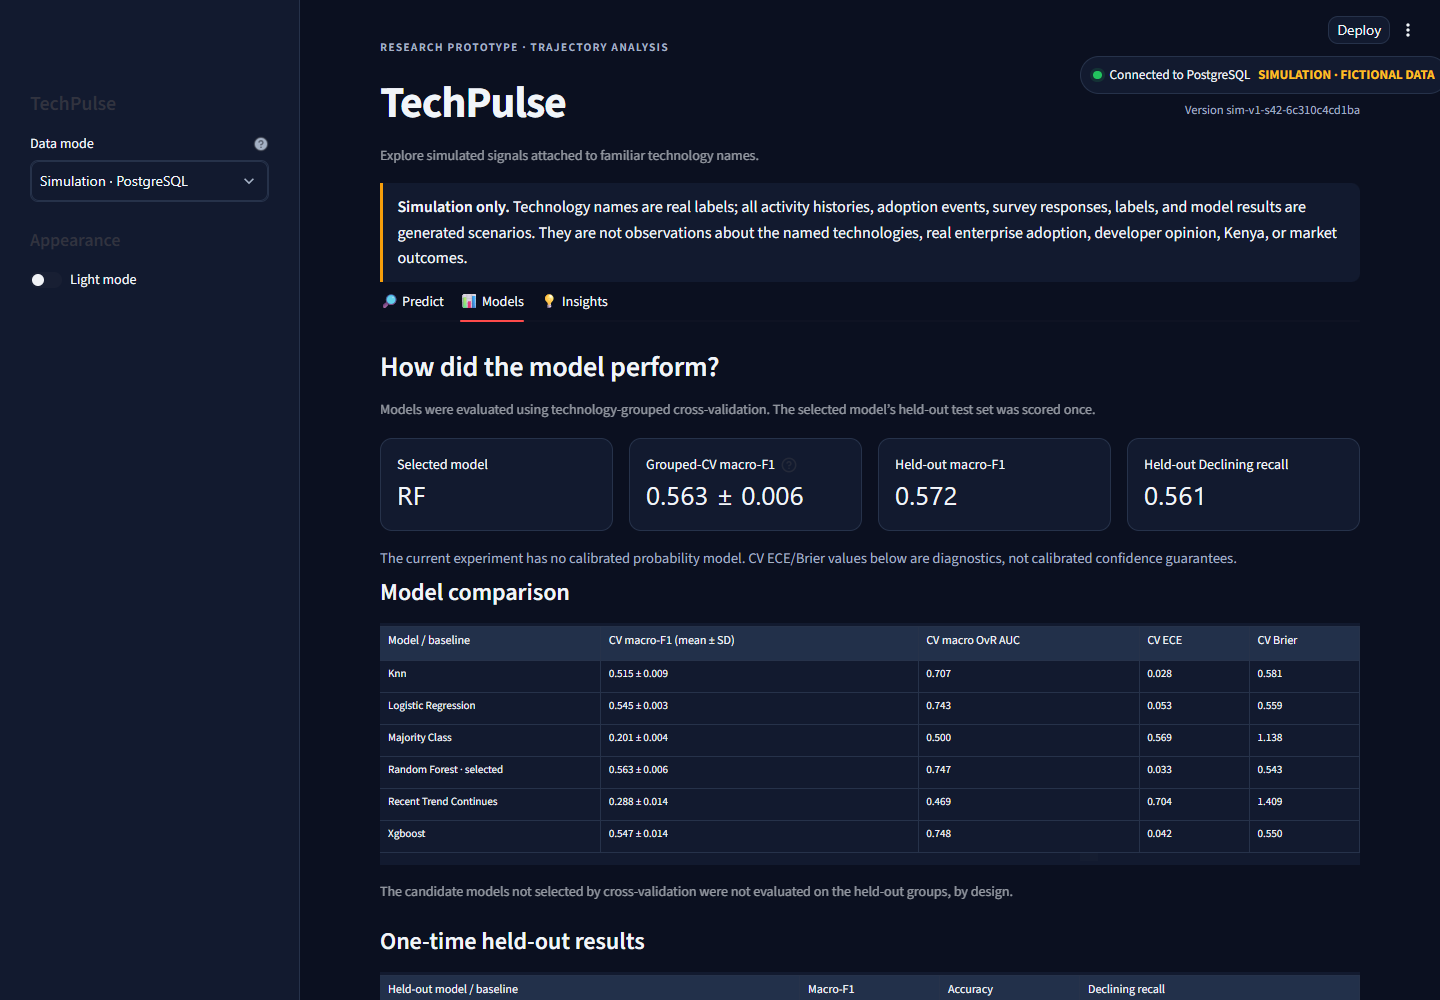 Deploy
RESEARCH PROTOTYPE · TRAJECTORY ANALYSIS
Connected to PostgreSQL SIMULATION · FICTIONAL DATA
TechPulse
TechPulse
Version sim-v1-s42-6c310c4cd1ba
Data mode
?
Simulation · PostgreSQL
Appearance
Light mode
Explore simulated signals attached to familiar technology names.
Simulation only. Technology names are real labels; all activity histories, adoption events, survey responses, labels, and model results are
generated scenarios. They are not observations about the named technologies, real enterprise adoption, developer opinion, Kenya, or market
outcomes.
Predict Models Insights
How did the model perform?
Models were evaluated using technology-grouped cross-validation. The selected model’s held-out test set was scored once.
Selected model
RF
Grouped-CV macro-F1 ?
0.563 ± 0.006
Held-out macro-F1
0.572
Held-out Declining recall
0.561
The current experiment has no calibrated probability model. CV ECE/Brier values below are diagnostics, not calibrated confidence guarantees.
Model comparison
Model / baseline CV macro-F1 (mean ± SD) CV macro OvR AUC CV ECE CV Brier
Knn 0.515 ± 0.009 0.707 0.028 0.581
Logistic Regression 0.545 ± 0.003 0.743 0.053 0.559
Majority Class 0.201 ± 0.004 0.500 0.569 1.138
Random Forest · selected 0.563 ± 0.006 0.747 0.033 0.543
Recent Trend Continues 0.288 ± 0.014 0.469 0.704 1.409
Xgboost 0.547 ± 0.014 0.748 0.042 0.550
The candidate models not selected by cross-validation were not evaluated on the held-out groups, by design.
One-time held-out results
Held-out model / baseline Macro-F1 Accuracy Declining recall